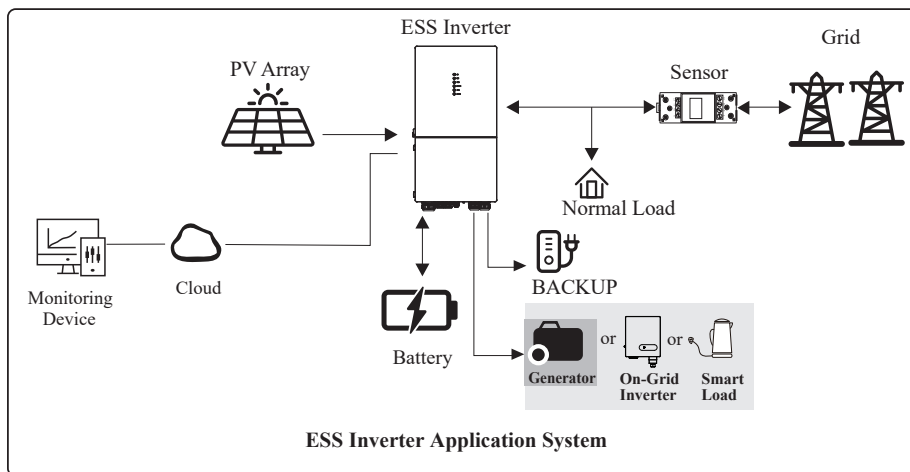 ESS Inverter
Grid
PV Array
Sensor
Normal Load
Monitoring
Device
Cloud
BACKUP
Battery
or
or
Generator
On-Grid
Inverter
Smart
Load
ESS Inverter Application System